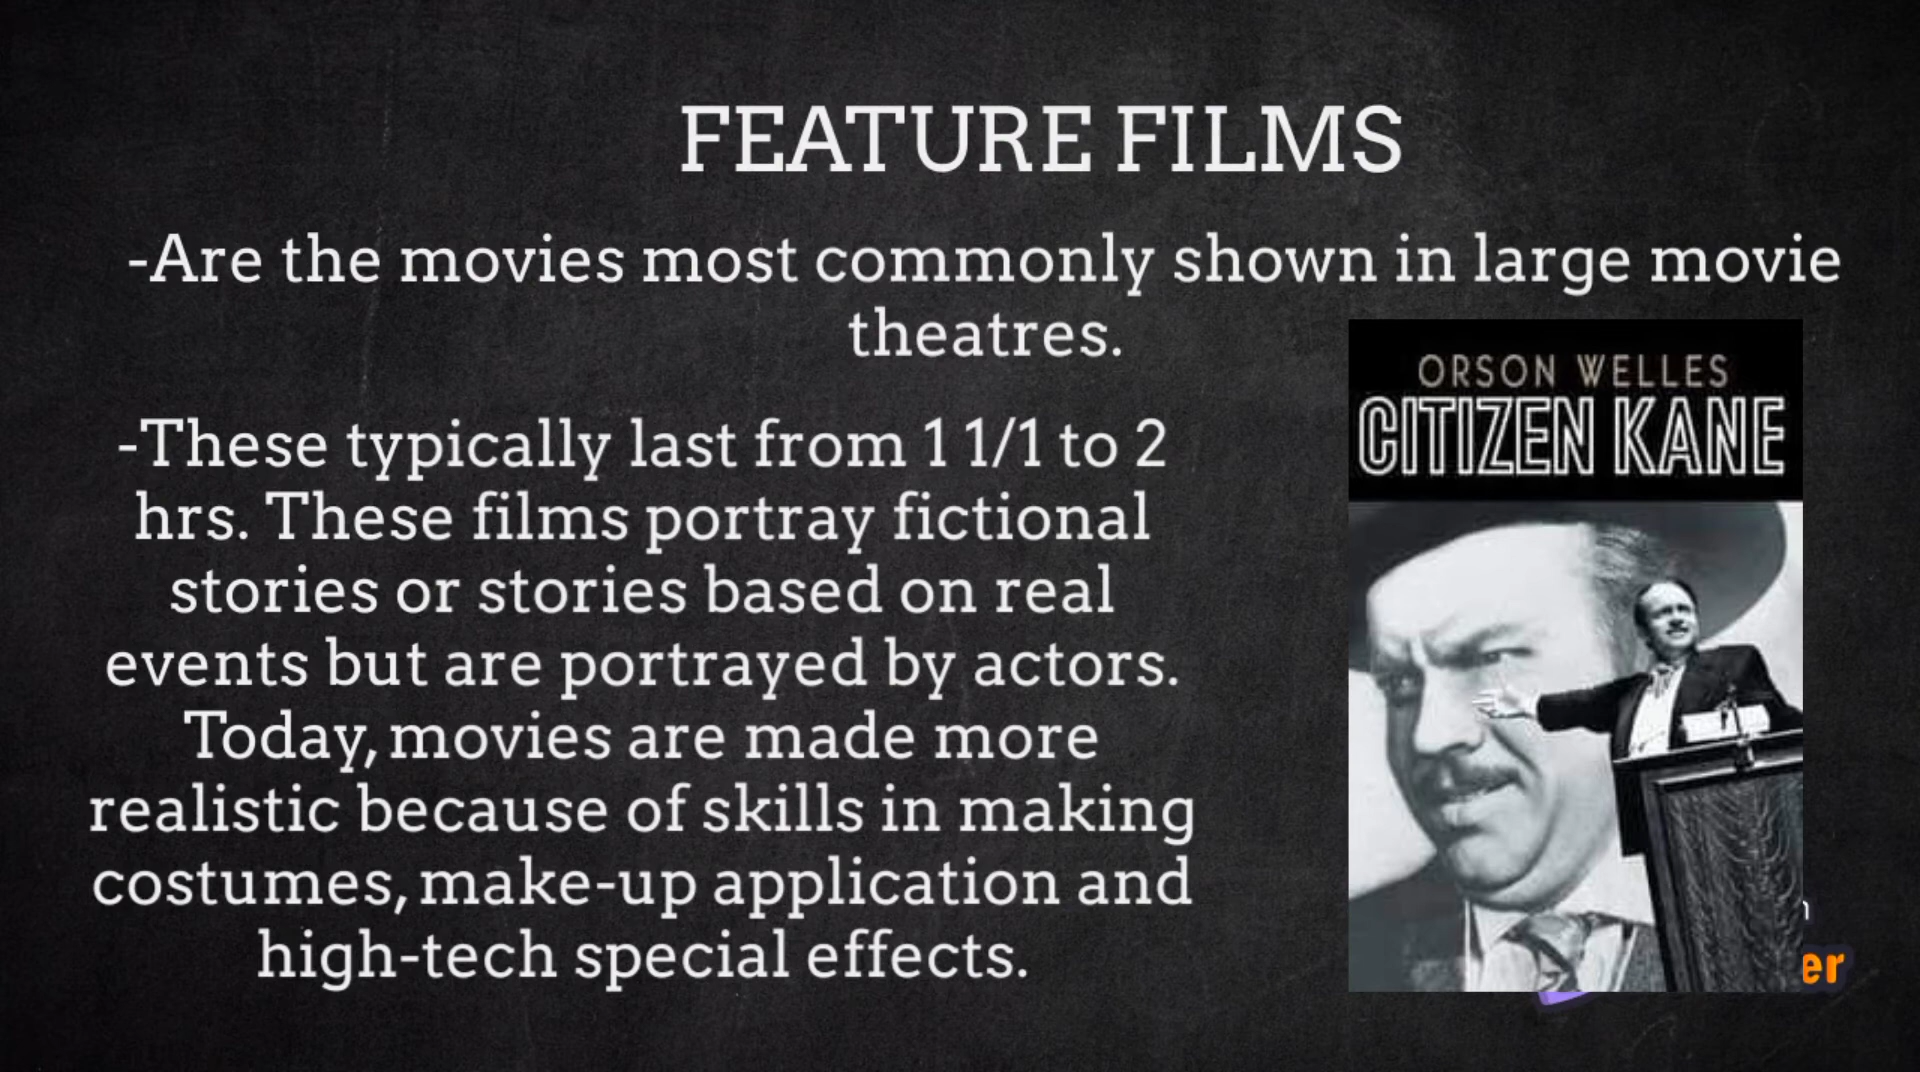 FEATURE FILMS
-Are the movies most commonly shown in large movie
theatres.
ORSON WELLES
CITIZEN KANE
-These typically last from 1 1/1 to 2
hrs. These films portray fictional
stories or stories based on real
events but are portrayed by actors.
Today, movies are made more
realistic because of skills in making
costumes, make-up application and
high-tech special effects.
er